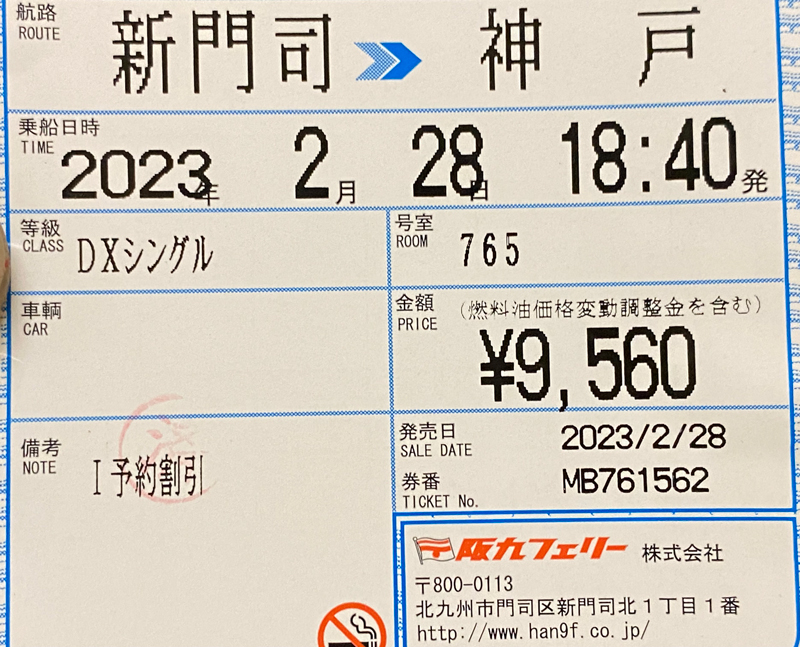 航路
ROUTE
新門司 神 戸
乗船日時
TIME
2023年 2月 28日 18:40発
等級
CLASS
DXシングル
号室
ROOM
765
車輌
CAR
金額
PRICE
(燃料油価格変動調整金を含む)
¥9,560
備考
NOTE
I予約割引
発売日
SALE DATE
2023/2/28
券番
TICKET No.
MB761562
阪九フェリー 株式会社
〒800-0113
北九州市門司区新門司北1丁目1番
http://www.han9f.co.jp/